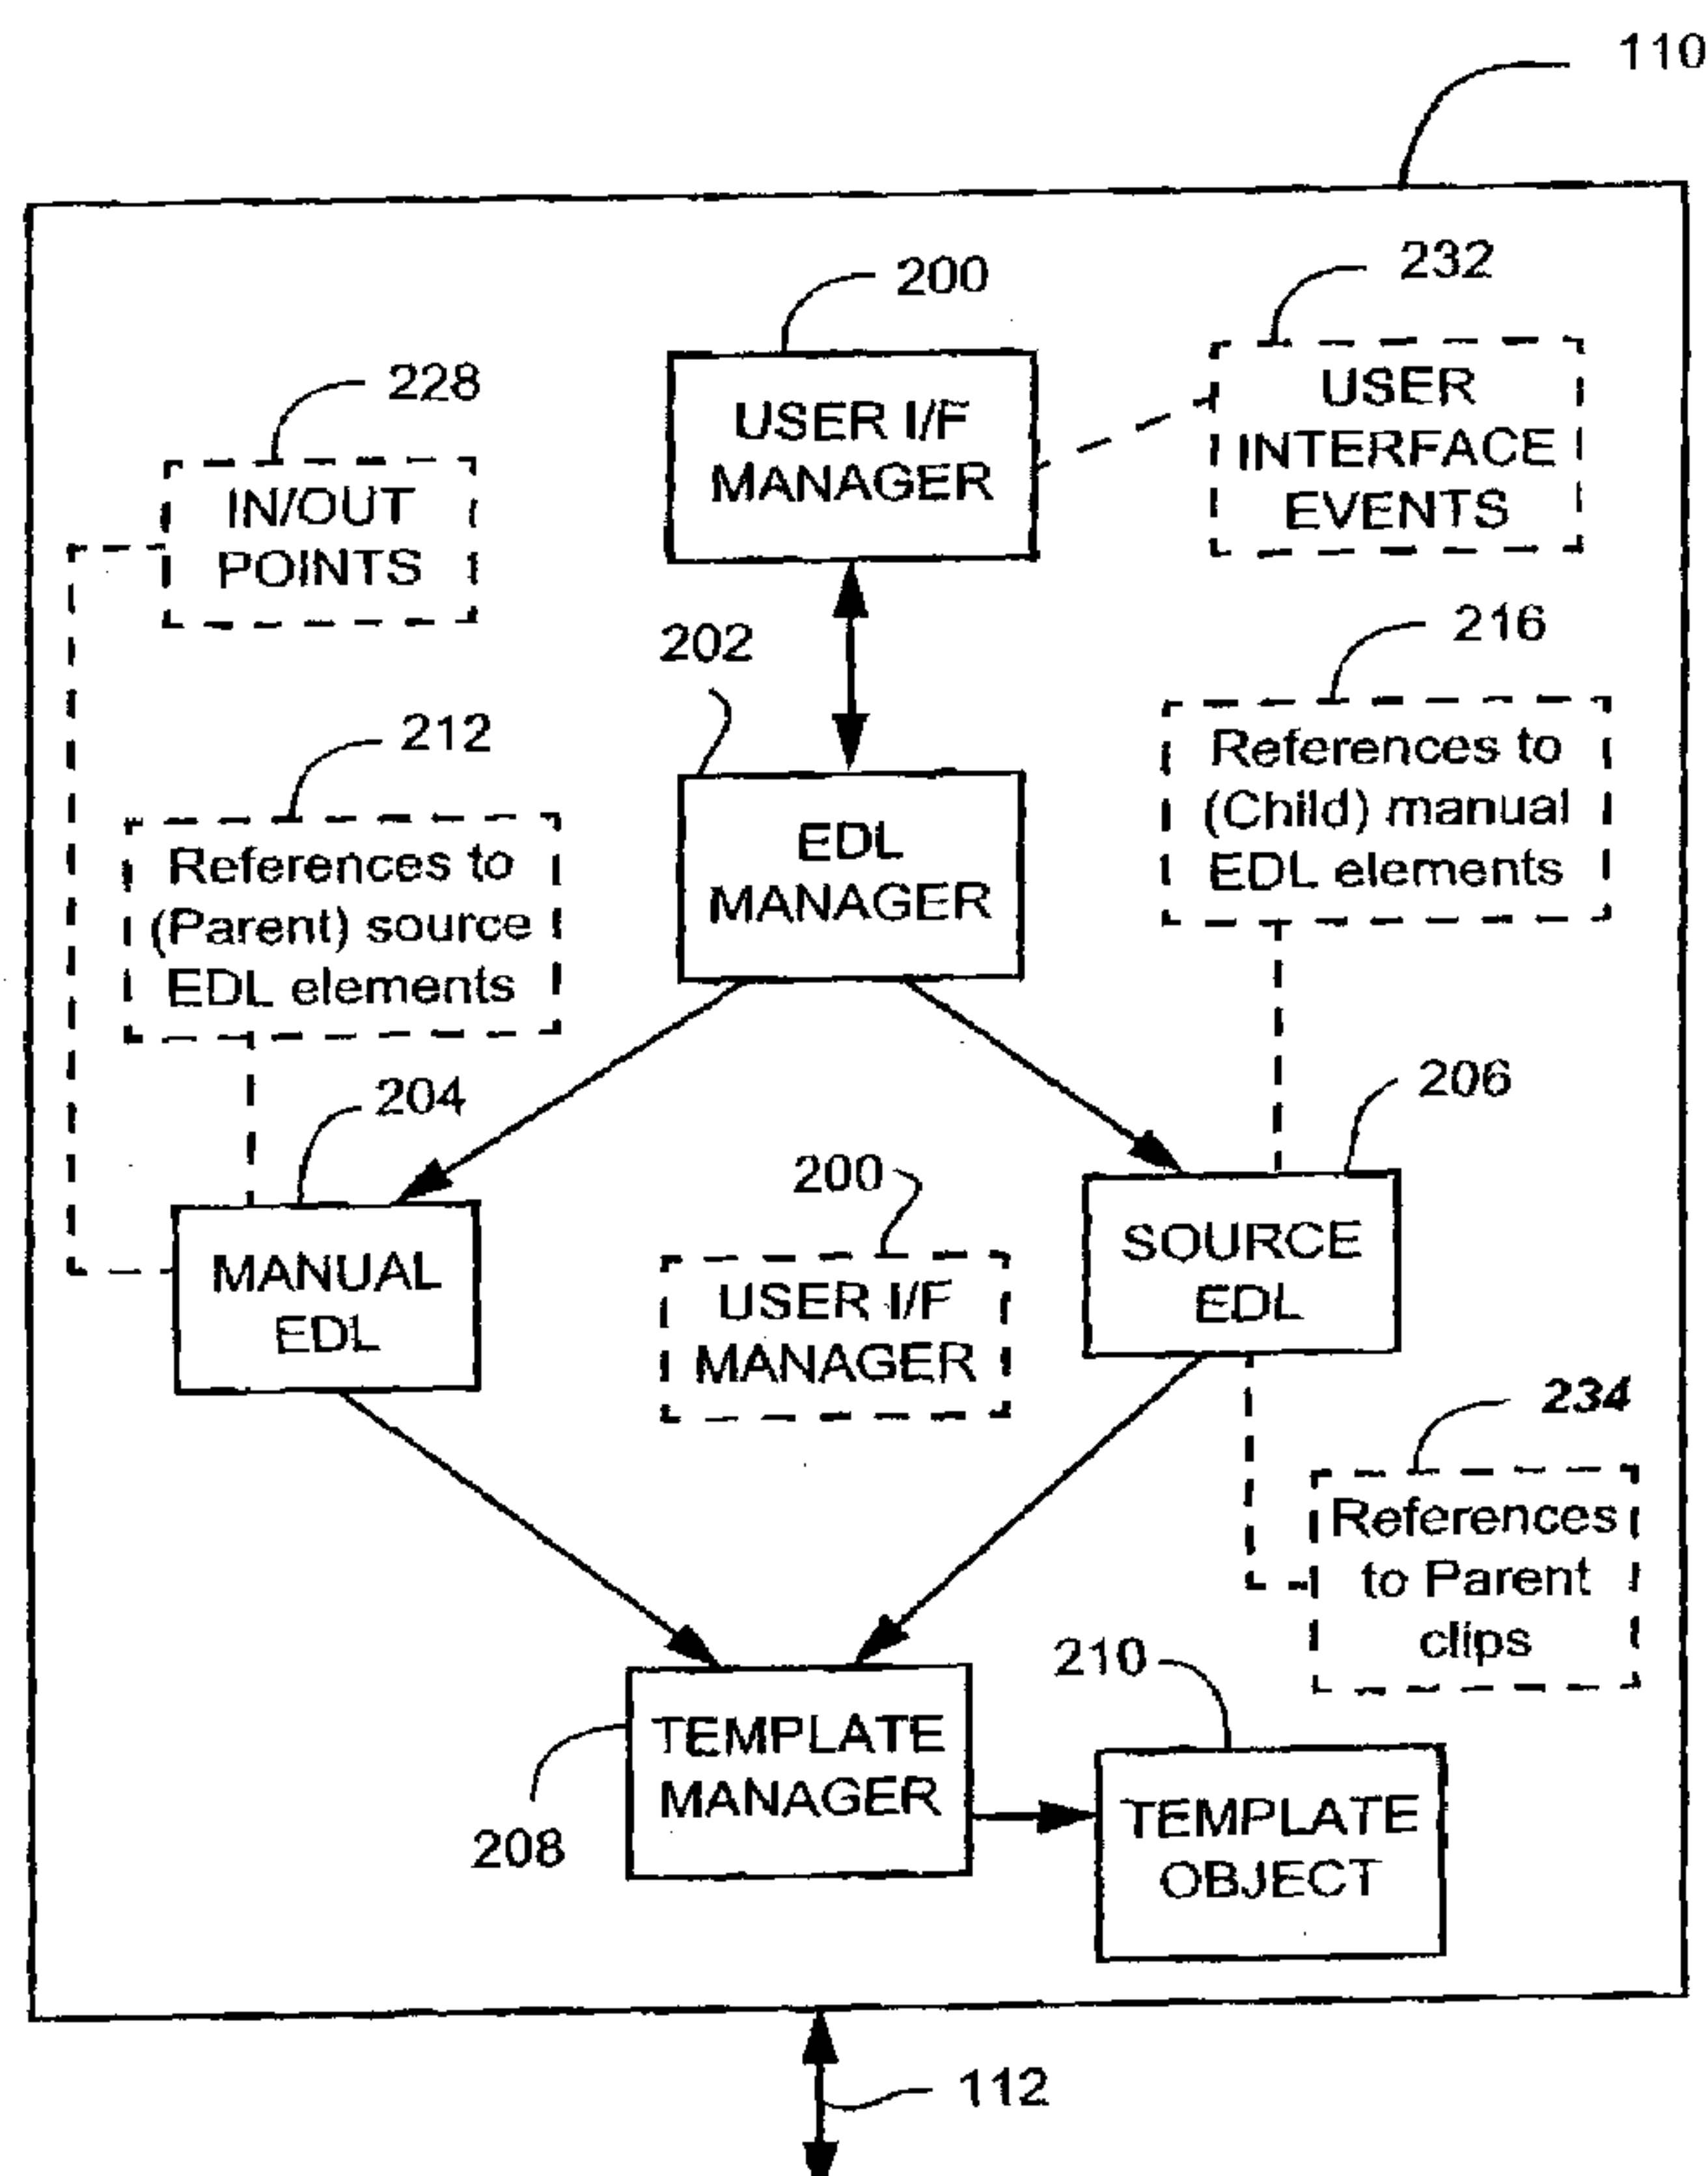 110
200
232
USER I/F
MANAGER
USER
INTERFACE
EVENTS
228
IN/OUT
POINTS
202
216
References to
(Child) manual
EDL elements
212
References to
(Parent) source
EDL elements
EDL
MANAGER
204
206
200
MANUAL
EDL
USER I/F
MANAGER
SOURCE
EDL
234
References
to Parent
clips
210
208
TEMPLATE
MANAGER
TEMPLATE
OBJECT
112